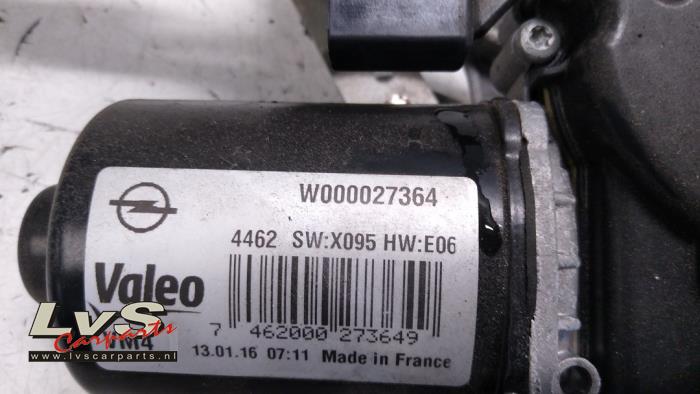 W000027364
4462 SW:X095 HW:E06
Valeo
7 462000 273649
13.01.16 07:11 Made in France
LvS
Carparts
www.lvscarparts.nl